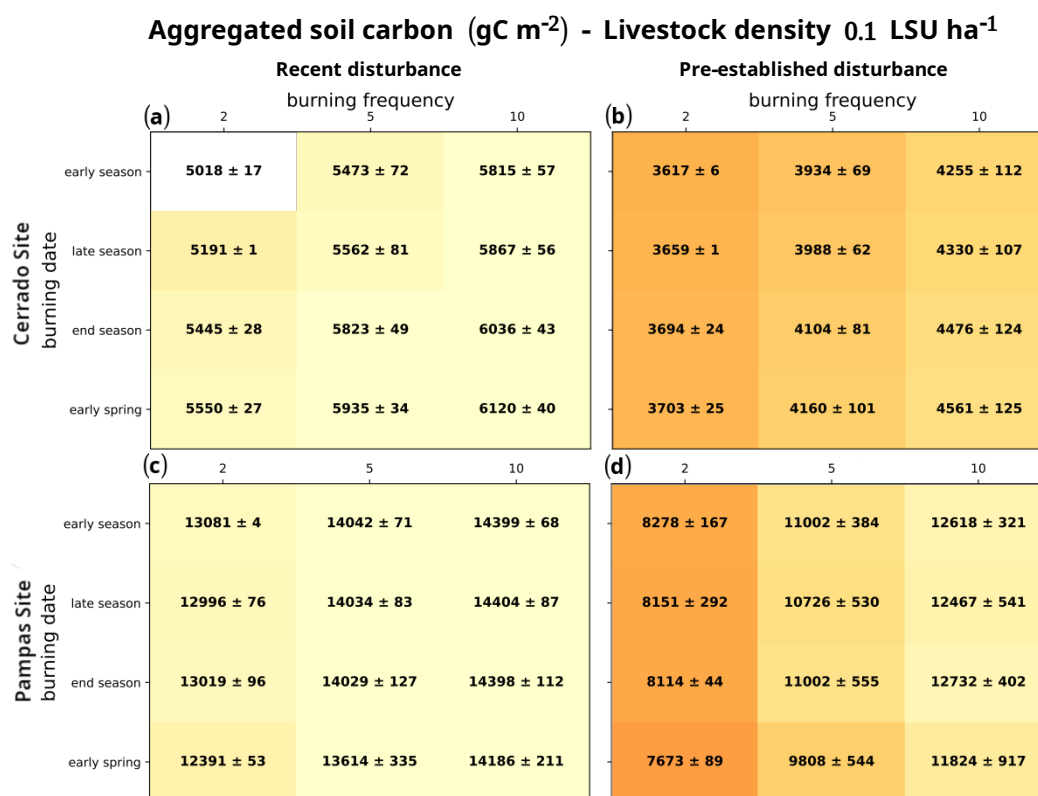 Aggregated soil carbon (gC m⁻²) - Livestock density 0.1 LSU ha⁻¹
Recent disturbance
Pre-established disturbance
burning frequency
burning frequency
(a)
2 5 10
(b)
2 5 10
Cerrado Site
burning date
early season 5018 ± 17 5473 ± 72 5815 ± 57 3617 ± 6 3934 ± 69 4255 ± 112
late season 5191 ± 1 5562 ± 81 5867 ± 56 3659 ± 1 3988 ± 62 4330 ± 107
end season 5445 ± 28 5823 ± 49 6036 ± 43 3694 ± 24 4104 ± 81 4476 ± 124
early spring 5550 ± 27 5935 ± 34 6120 ± 40 3703 ± 25 4160 ± 101 4561 ± 125
(c)
2 5 10
(d)
2 5 10
Pampas Site
burning date
early season 13081 ± 4 14042 ± 71 14399 ± 68 8278 ± 167 11002 ± 384 12618 ± 321
late season 12996 ± 76 14034 ± 83 14404 ± 87 8151 ± 292 10726 ± 530 12467 ± 541
end season 13019 ± 96 14029 ± 127 14398 ± 112 8114 ± 44 11002 ± 555 12732 ± 402
early spring 12391 ± 53 13614 ± 335 14186 ± 211 7673 ± 89 9808 ± 544 11824 ± 917